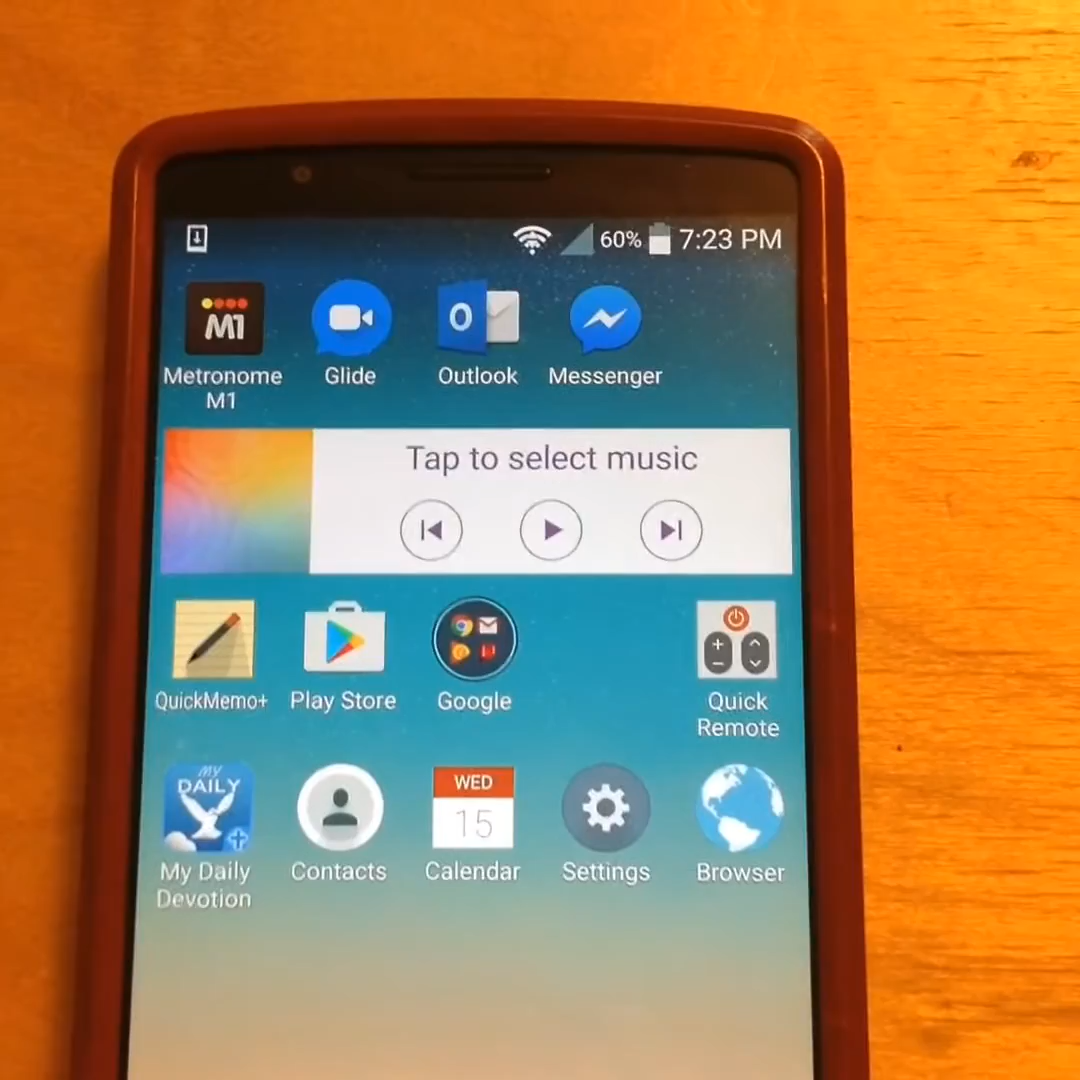 60% 7:23 PM
M1
O
Metronome Glide Outlook Messenger
M1
Tap to select music
QuickMemo+ Play Store Google Quick
Remote
MY
DAILY
WED
15
My Daily Contacts Calendar Settings Browser
Devotion